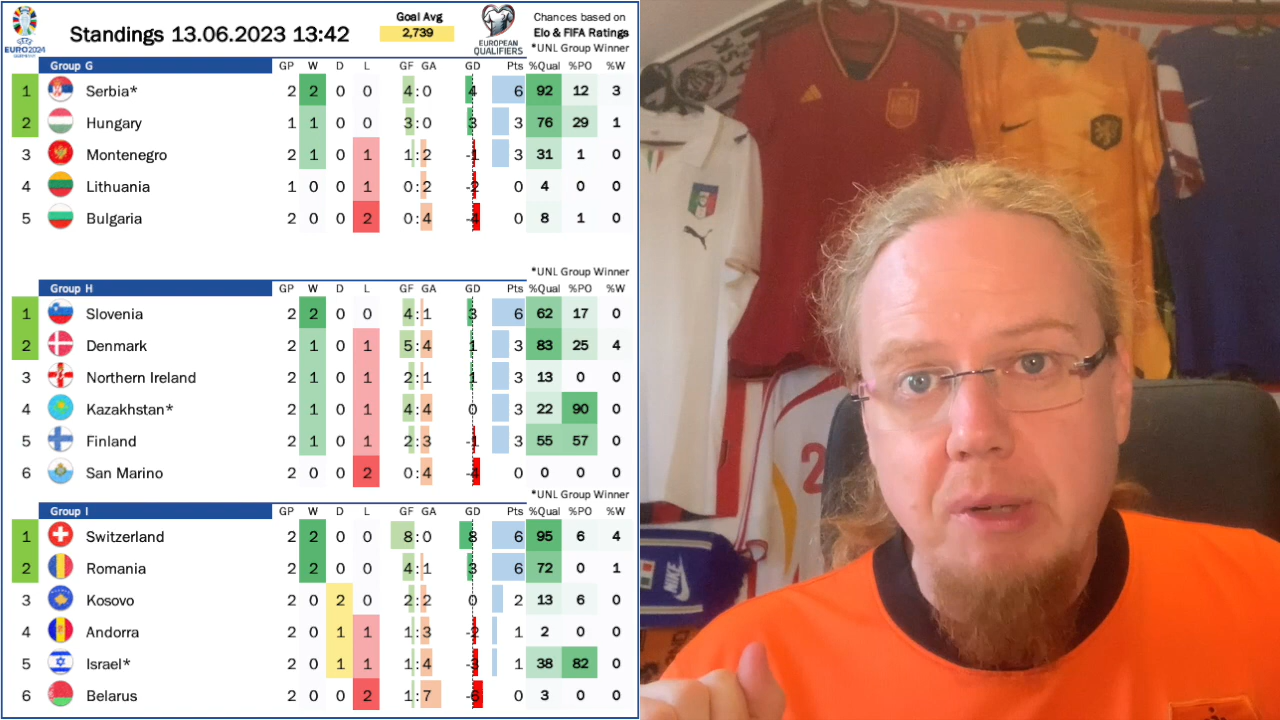 EURO2024
GERMANY
Standings 13.06.2023 13:42
Goal Avg
2,739
EUROPEAN
QUALIFIERS
Chances based on
Elo & FIFA Ratings
*UNL Group Winner
Group G GP W D L GF GA GD Pts %Qual %PO %W
1 Serbia* 2 2 0 0 4:0 4 6 92 12 3
2 Hungary 1 1 0 0 3:0 3 3 76 29 1
3 Montenegro 2 1 0 1 1:2 -1 3 31 1 0
4 Lithuania 1 0 0 1 0:2 -2 0 4 0 0
5 Bulgaria 2 0 0 2 0:4 -4 0 8 1 0
*UNL Group Winner
Group H GP W D L GF GA GD Pts %Qual %PO %W
1 Slovenia 2 2 0 0 4:1 3 6 62 17 0
2 Denmark 2 1 0 1 5:4 1 3 83 25 4
3 Northern Ireland 2 1 0 1 2:1 1 3 13 0 0
4 Kazakhstan* 2 1 0 1 4:4 0 3 22 90 0
5 Finland 2 1 0 1 2:3 -1 3 55 57 0
6 San Marino 2 0 0 2 0:4 -4 0 0 0 0
*UNL Group Winner
Group I GP W D L GF GA GD Pts %Qual %PO %W
1 Switzerland 2 2 0 0 8:0 8 6 95 6 4
2 Romania 2 2 0 0 4:1 3 6 72 0 1
3 Kosovo 2 0 2 0 2:2 0 2 13 6 0
4 Andorra 2 0 1 1 1:3 -2 1 2 0 0
5 Israel* 2 0 1 1 1:4 -3 1 38 82 0
6 Belarus 2 0 0 2 1:7 -6 0 3 0 0
2
NIKE